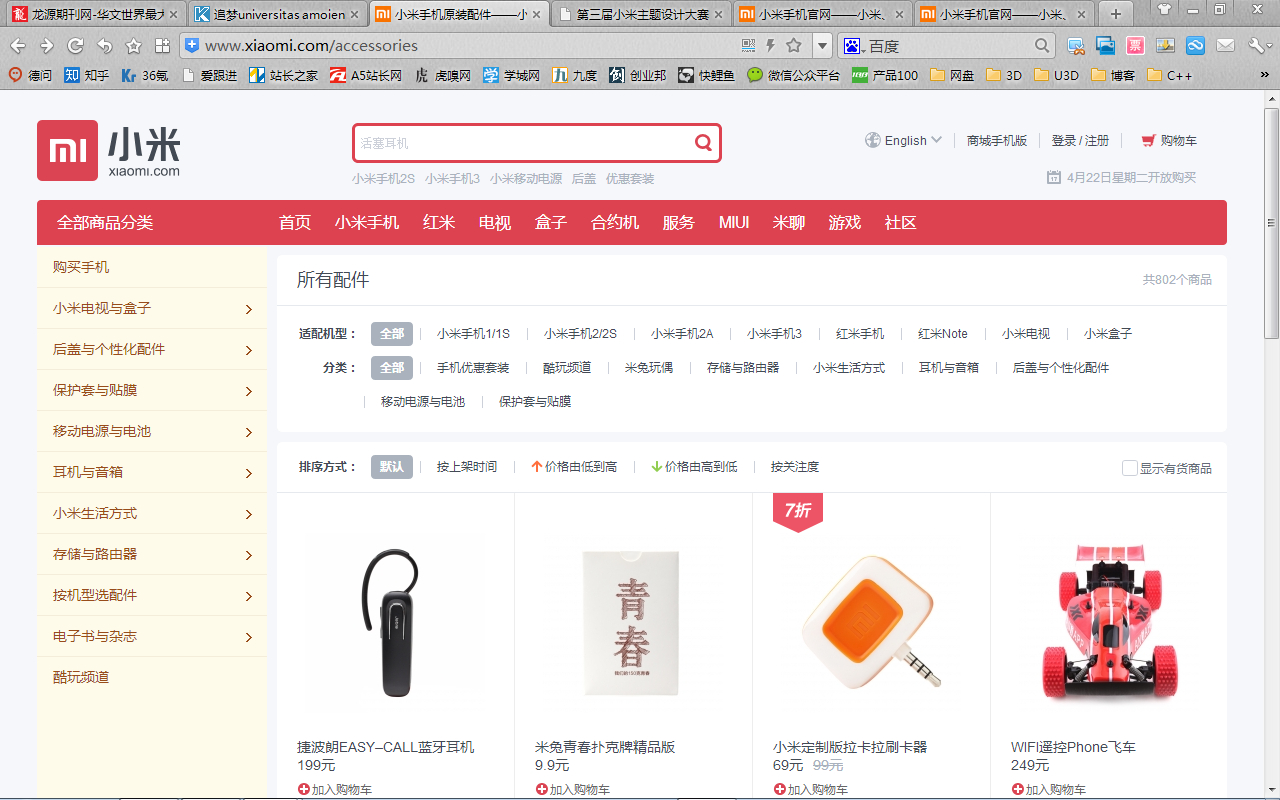 龙源期刊网-华文世界最大 追梦universitas amoien 小米手机原装配件——小 第三届小米主题设计大赛 小米手机官网——小米、 小米手机官网——小米、
www.xiaomi.com/accessories 百度
德问 知乎 36氪 爱跟进 站长之家 A5站长网 虎嗅网 学城网 九度 创业邦 快鲤鱼 微信公众平台 产品100 网盘 3D U3D 博客 C++ »
小米
xiaomi.com
活塞耳机
English 商城手机版 登录 / 注册 购物车
小米手机2S 小米手机3 小米移动电源 后盖 优惠套装
4月22日星期二开放购买
全部商品分类 首页 小米手机 红米 电视 盒子 合约机 服务 MIUI 米聊 游戏 社区
购买手机
小米电视与盒子
后盖与个性化配件
保护套与贴膜
移动电源与电池
耳机与音箱
小米生活方式
存储与路由器
按机型选配件
电子书与杂志
酷玩频道
所有配件 共802个商品
适配机型： 全部 小米手机1/1S 小米手机2/2S 小米手机2A 小米手机3 红米手机 红米Note 小米电视 小米盒子
分类： 全部 手机优惠套装 酷玩频道 米兔玩偶 存储与路由器 小米生活方式 耳机与音箱 后盖与个性化配件
移动电源与电池 保护套与贴膜
排序方式： 默认 按上架时间 价格由低到高 价格由高到低 按关注度 显示有货商品
7折
青春
捷波朗EASY–CALL蓝牙耳机 米兔青春扑克牌精品版 小米定制版拉卡拉刷卡器 WIFI遥控Phone飞车
199元 9.9元 69元 99元 249元
加入购物车 加入购物车 加入购物车 加入购物车